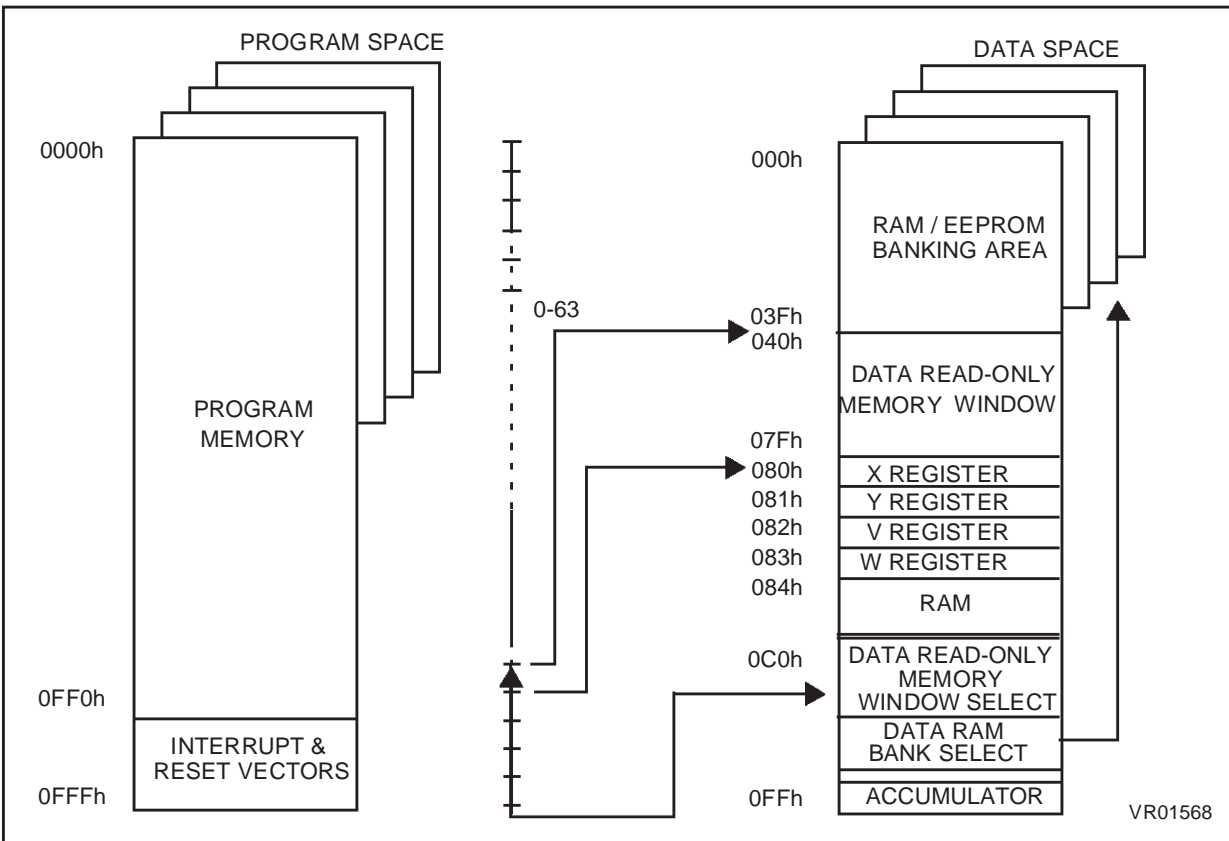 PROGRAM SPACE
0000h
PROGRAM
MEMORY
0FF0h
INTERRUPT &
RESET VECTORS
0FFFh
0-63
DATA SPACE
000h
RAM / EEPROM
BANKING AREA
03Fh
040h
DATA READ-ONLY
MEMORY WINDOW
07Fh
080h
X REGISTER
081h
Y REGISTER
082h
V REGISTER
083h
W REGISTER
084h
RAM
0C0h
DATA READ-ONLY
MEMORY
WINDOW SELECT
DATA RAM
BANK SELECT
0FFh
ACCUMULATOR
VR01568